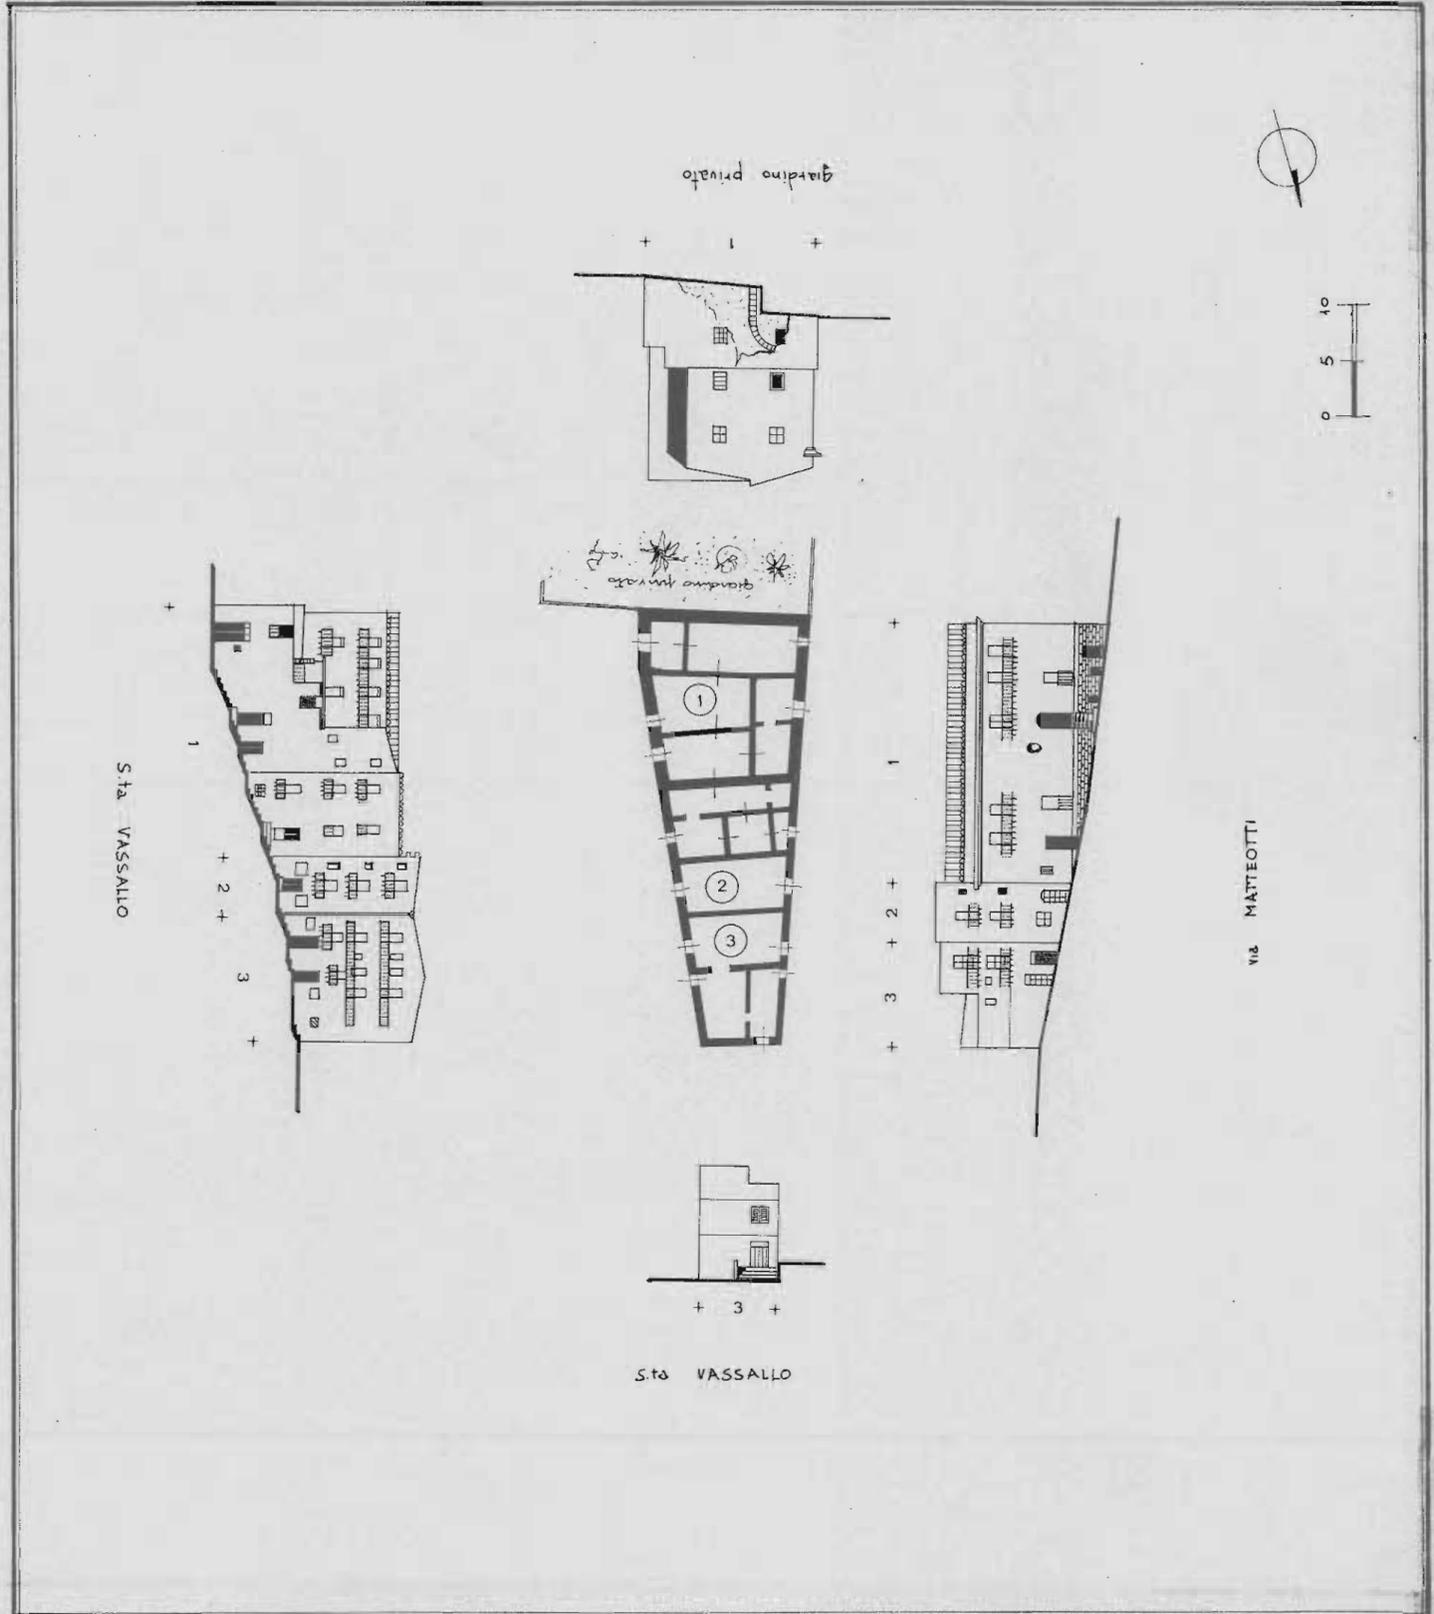 giardino privato
+ 1 +
10
5
0
giardino privato
+
1
+
2
+
3
+
S.ta VASSALLO
1
2
3
+
1
+
2
+
3
+
via MATTEOTTI
+ 3 +
S.ta VASSALLO